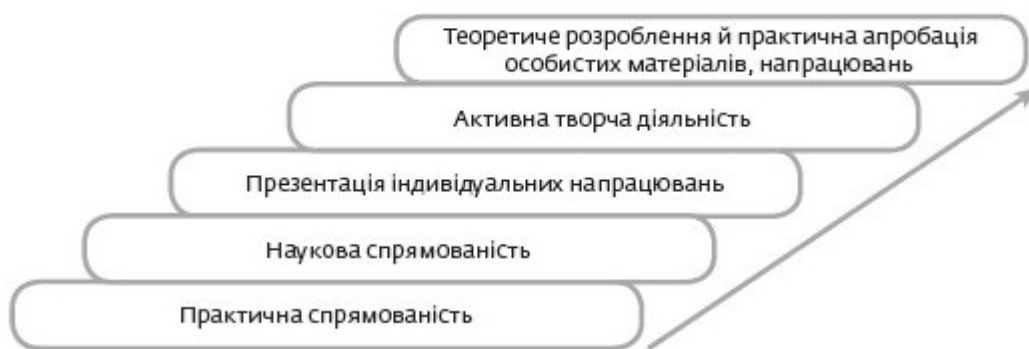 Теоретиче розроблення й практична апробація
особистих матеріалів, напрацювань
Активна творча діяльність
Презентація індивідуальних напрацювань
Наукова спрямованість
Практична спрямованість